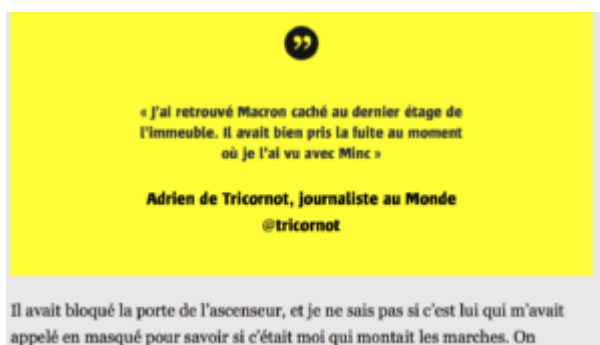 ”
« J'ai retrouvé Macron caché au dernier étage de
l'immeuble. Il avait bien pris la fuite au moment
où je l'ai vu avec Minc »
Adrien de Tricornot, journaliste au Monde
@tricornot
Il avait bloqué la porte de l'ascenseur, et je ne sais pas si c'est lui qui m'avait
appelé en masqué pour savoir si c'était moi qui montait les marches. On